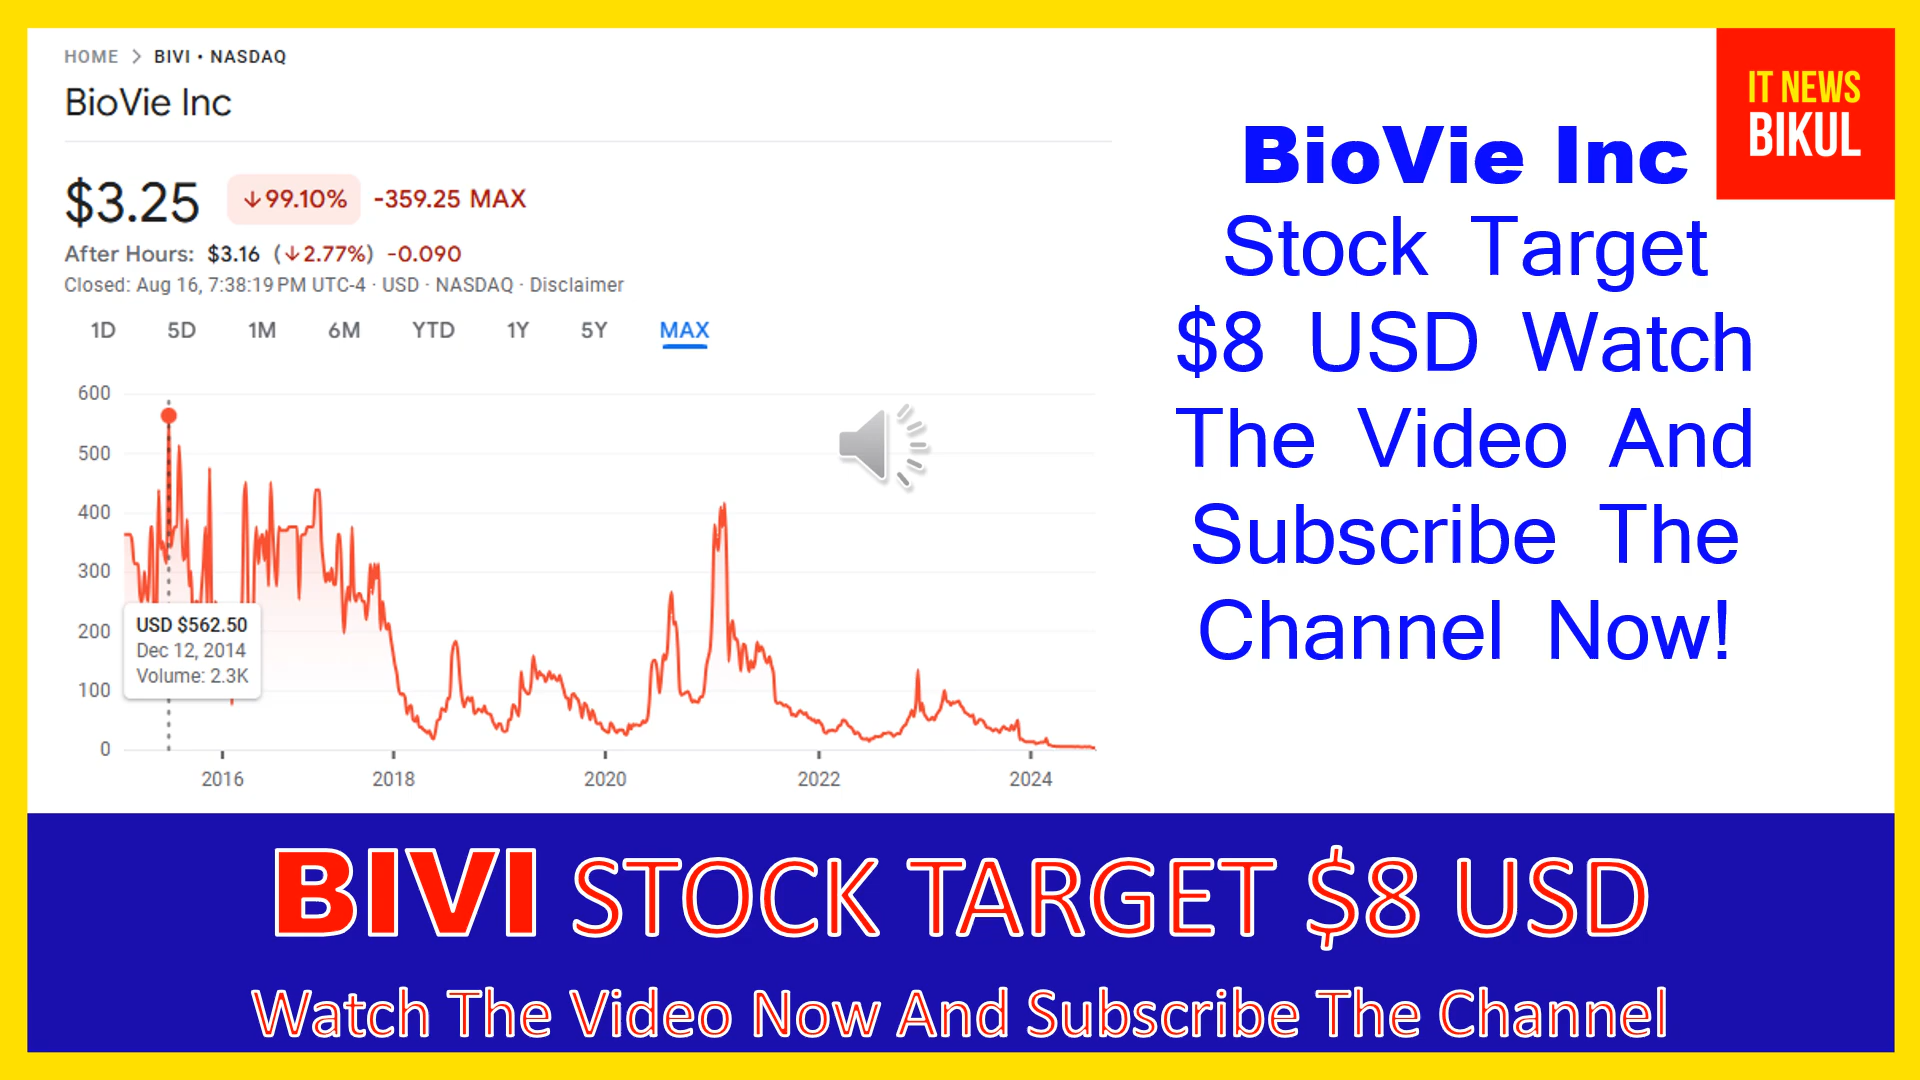 HOME > BIVI • NASDAQ
BioVie Inc
$3.25 ↓99.10% -359.25 MAX
After Hours: $3.16 (↓2.77%) -0.090
Closed: Aug 16, 7:38:19 PM UTC-4 · USD · NASDAQ · Disclaimer
1D 5D 1M 6M YTD 1Y 5Y MAX
600
500
400
300
200
100
0
USD $562.50
Dec 12, 2014
Volume: 2.3K
2016 2018 2020 2022 2024
IT NEWS
BIKUL
BioVie Inc
Stock Target
$8 USD Watch
The Video And
Subscribe The
Channel Now!
BIVI STOCK TARGET $8 USD
Watch The Video Now And Subscribe The Channel